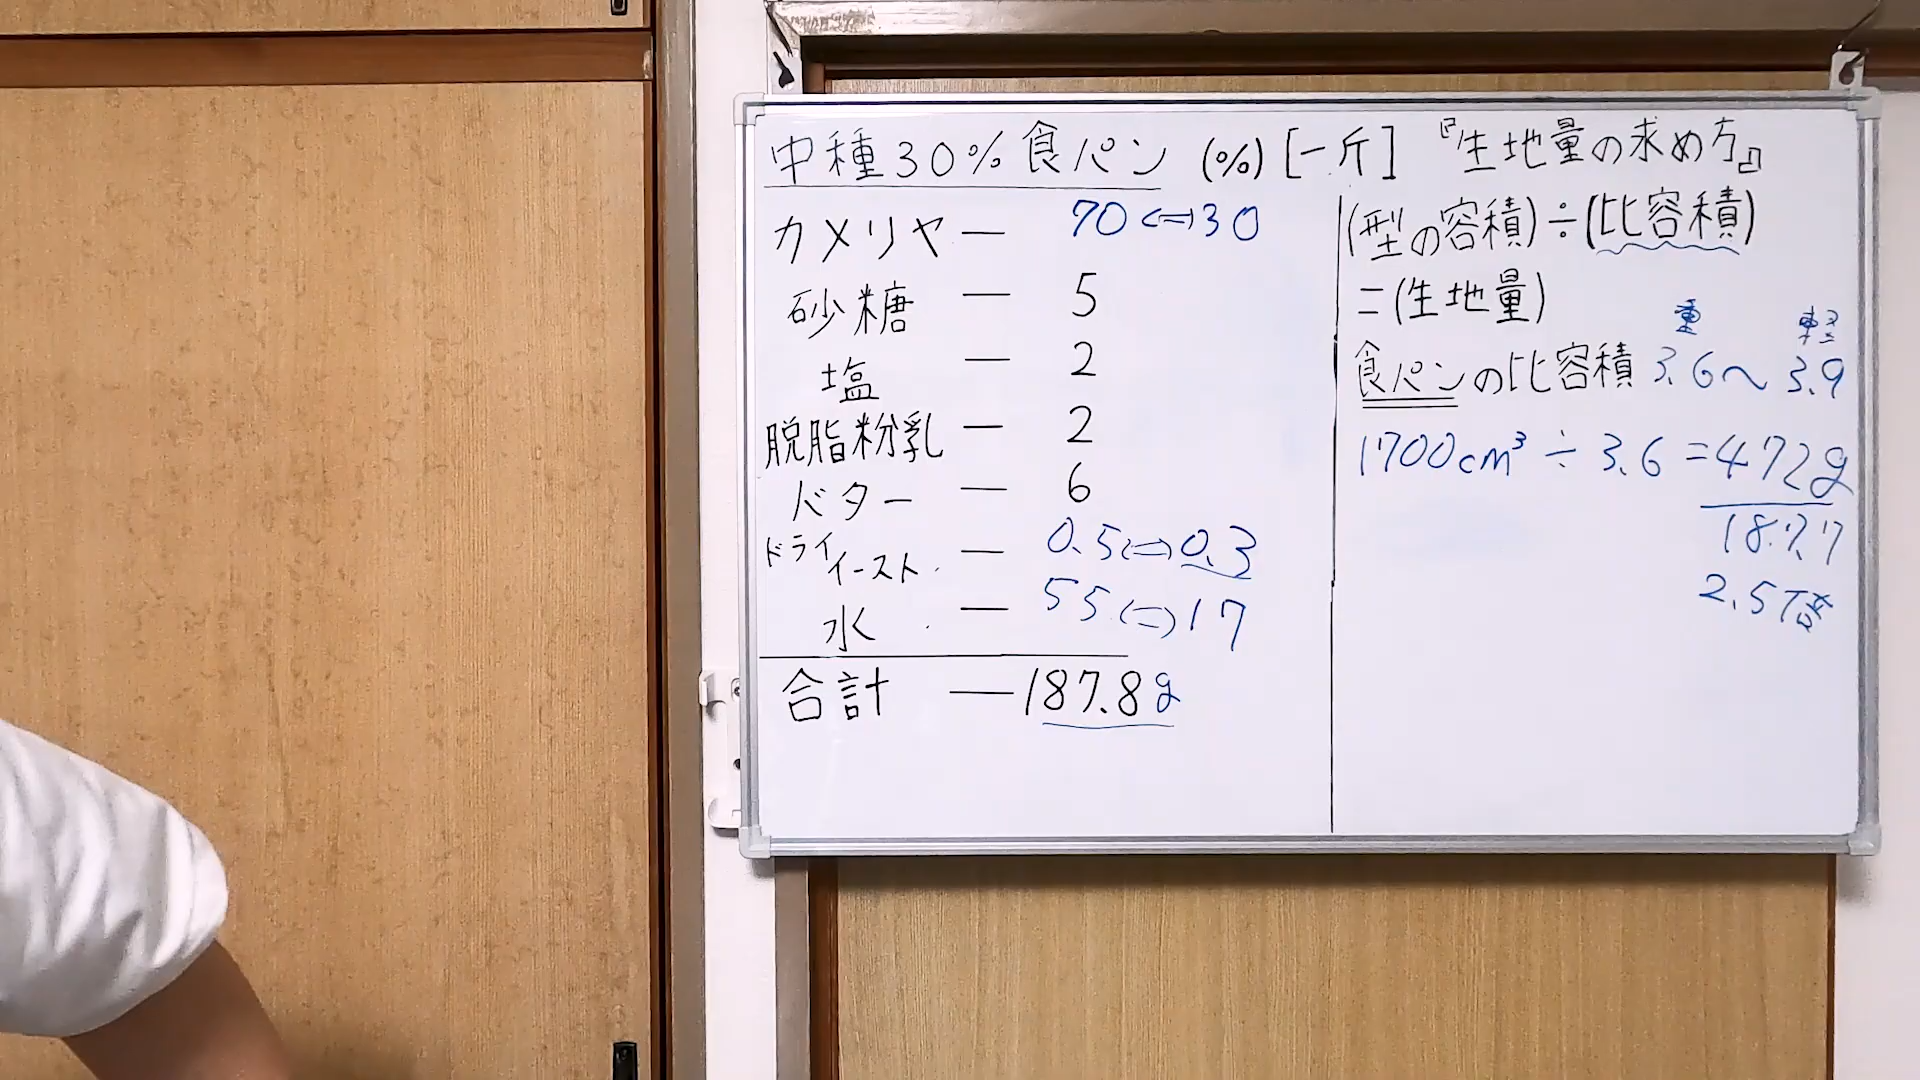 中種30%食パン (%) [一斤]
カメリヤ — 70⇔30
砂糖 — 5
塩 — 2
脱脂粉乳 — 2
バター — 6
ドライイースト — 0.5⇔0.3
水 — 55⇔17
合計 — 187.8g
『生地量の求め方』
(型の容積)÷(比容積)
=(生地量)
重 軽
食パンの比容積 3.6〜3.9
1700cm³ ÷ 3.6 = 472g
187.7
2.5倍